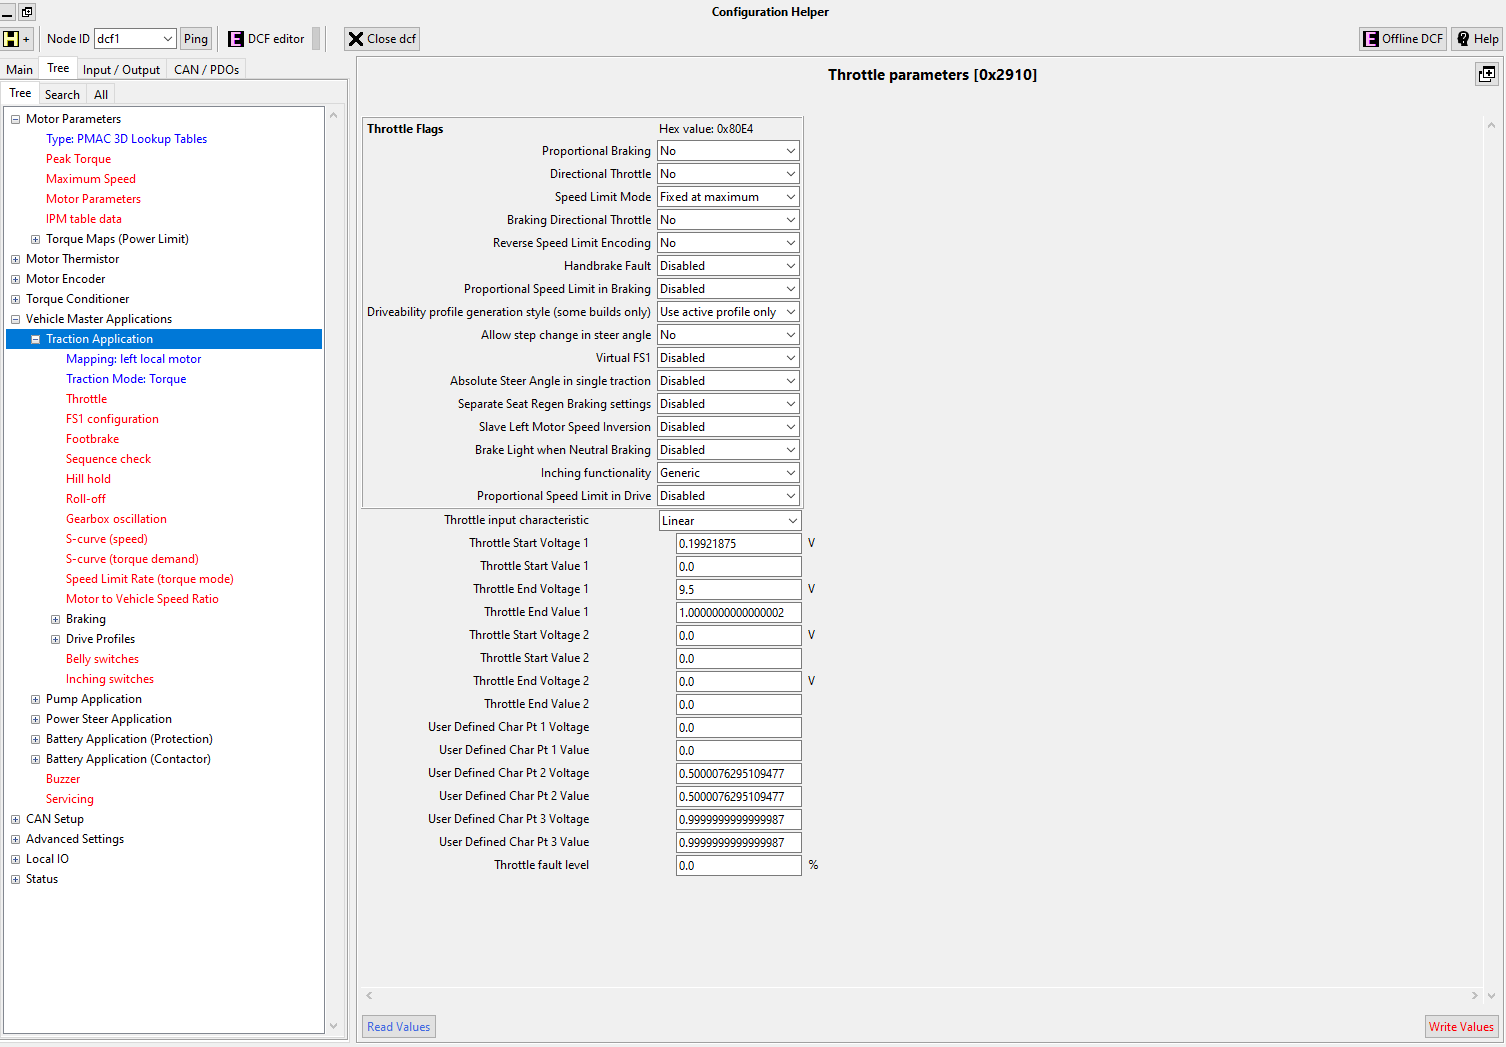 Configuration Helper
H + Node ID dcf1 Ping E DCF editor Close dcf E Offline DCF ? Help
Main Tree Input / Output CAN / PDOs
Tree Search All
Motor Parameters
Type: PMAC 3D Lookup Tables
Peak Torque
Maximum Speed
Motor Parameters
IPM table data
Torque Maps (Power Limit)
Motor Thermistor
Motor Encoder
Torque Conditioner
Vehicle Master Applications
Traction Application
Mapping: left local motor
Traction Mode: Torque
Throttle
FS1 configuration
Footbrake
Sequence check
Hill hold
Roll-off
Gearbox oscillation
S-curve (speed)
S-curve (torque demand)
Speed Limit Rate (torque mode)
Motor to Vehicle Speed Ratio
Braking
Drive Profiles
Belly switches
Inching switches
Pump Application
Power Steer Application
Battery Application (Protection)
Battery Application (Contactor)
Buzzer
Servicing
CAN Setup
Advanced Settings
Local IO
Status
Throttle parameters [0x2910]
Throttle Flags Hex value: 0x80E4
Proportional Braking No
Directional Throttle No
Speed Limit Mode Fixed at maximum
Braking Directional Throttle No
Reverse Speed Limit Encoding No
Handbrake Fault Disabled
Proportional Speed Limit in Braking Disabled
Driveability profile generation style (some builds only) Use active profile only
Allow step change in steer angle No
Virtual FS1 Disabled
Absolute Steer Angle in single traction Disabled
Separate Seat Regen Braking settings Disabled
Slave Left Motor Speed Inversion Disabled
Brake Light when Neutral Braking Disabled
Inching functionality Generic
Proportional Speed Limit in Drive Disabled
Throttle input characteristic Linear
Throttle Start Voltage 1 0.19921875 V
Throttle Start Value 1 0.0
Throttle End Voltage 1 9.5 V
Throttle End Value 1 1.0000000000000002
Throttle Start Voltage 2 0.0 V
Throttle Start Value 2 0.0
Throttle End Voltage 2 0.0 V
Throttle End Value 2 0.0
User Defined Char Pt 1 Voltage 0.0
User Defined Char Pt 1 Value 0.0
User Defined Char Pt 2 Voltage 0.5000076295109477
User Defined Char Pt 2 Value 0.5000076295109477
User Defined Char Pt 3 Voltage 0.9999999999999987
User Defined Char Pt 3 Value 0.9999999999999987
Throttle fault level 0.0 %
Read Values Write Values